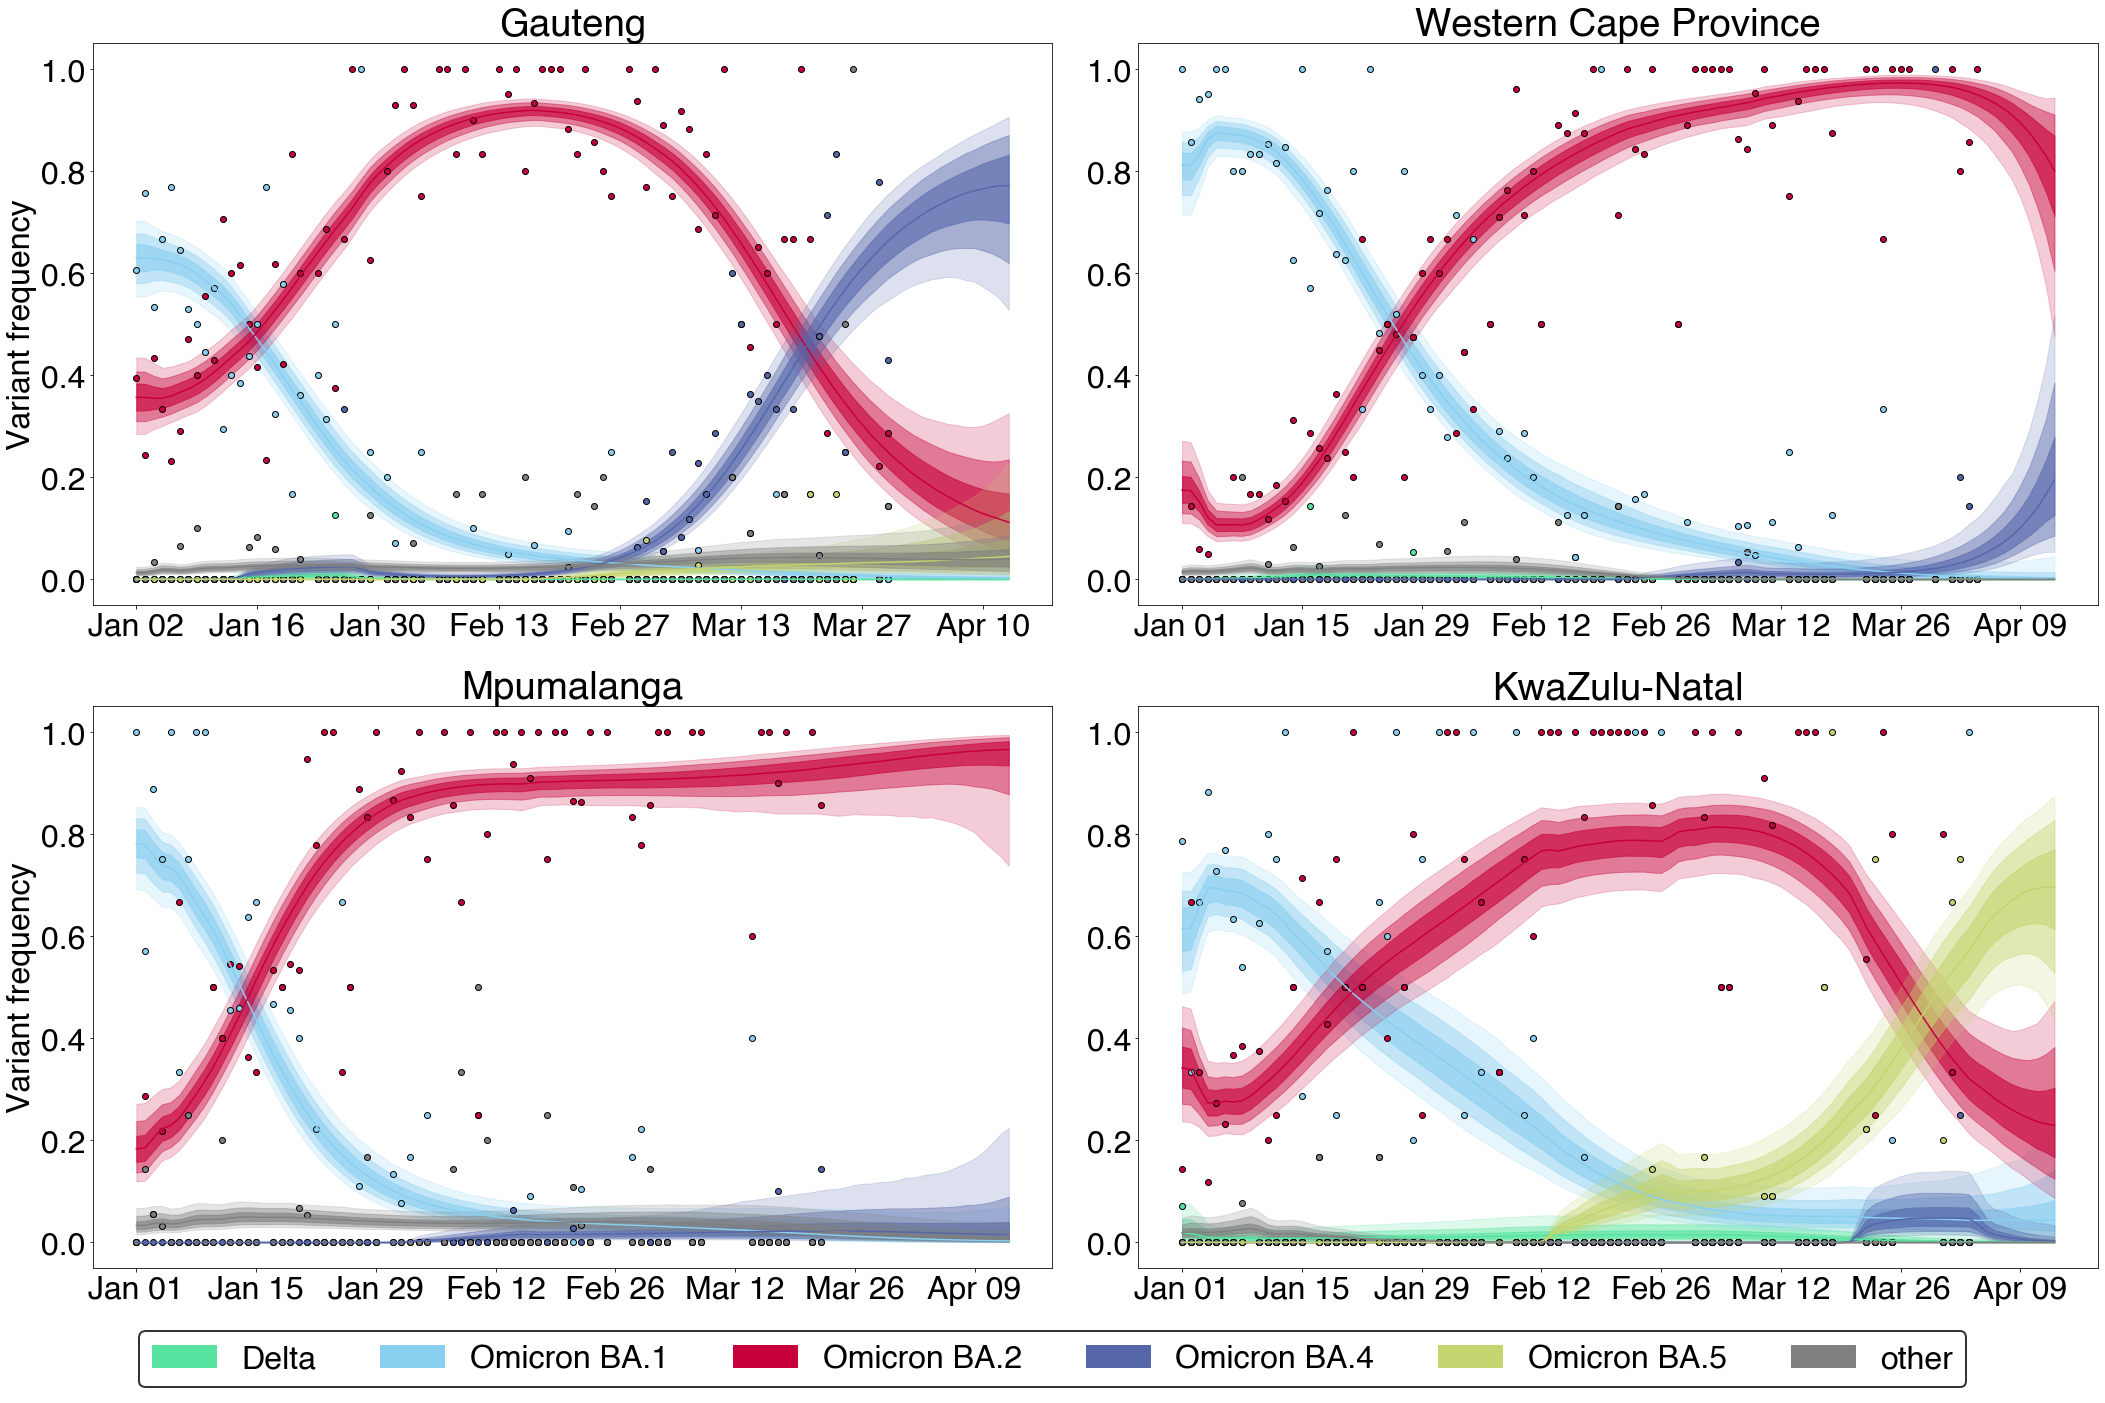 Gauteng
Western Cape Province
Variant frequency
1.0
0.8
0.6
0.4
0.2
0.0
Jan 02 Jan 16 Jan 30 Feb 13 Feb 27 Mar 13 Mar 27 Apr 10
1.0
0.8
0.6
0.4
0.2
0.0
Jan 01 Jan 15 Jan 29 Feb 12 Feb 26 Mar 12 Mar 26 Apr 09
Mpumalanga
KwaZulu-Natal
Variant frequency
1.0
0.8
0.6
0.4
0.2
0.0
Jan 01 Jan 15 Jan 29 Feb 12 Feb 26 Mar 12 Mar 26 Apr 09
1.0
0.8
0.6
0.4
0.2
0.0
Jan 01 Jan 15 Jan 29 Feb 12 Feb 26 Mar 12 Mar 26 Apr 09
Delta Omicron BA.1 Omicron BA.2 Omicron BA.4 Omicron BA.5 other